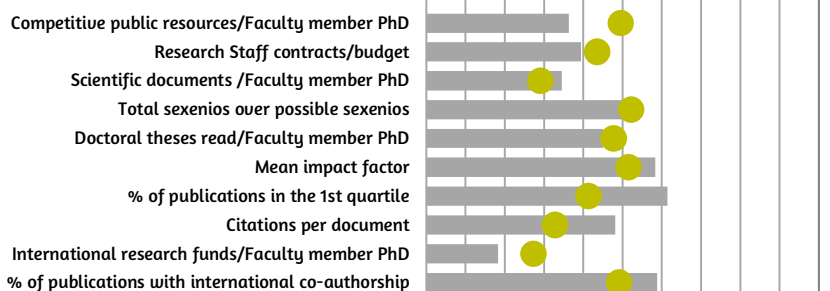 Competitive public resources/Faculty member PhD
Research Staff contracts/budget
Scientific documents /Faculty member PhD
Total sexenios over possible sexenios
Doctoral theses read/Faculty member PhD
Mean impact factor
% of publications in the 1st quartile
Citations per document
International research funds/Faculty member PhD
% of publications with international co-authorship